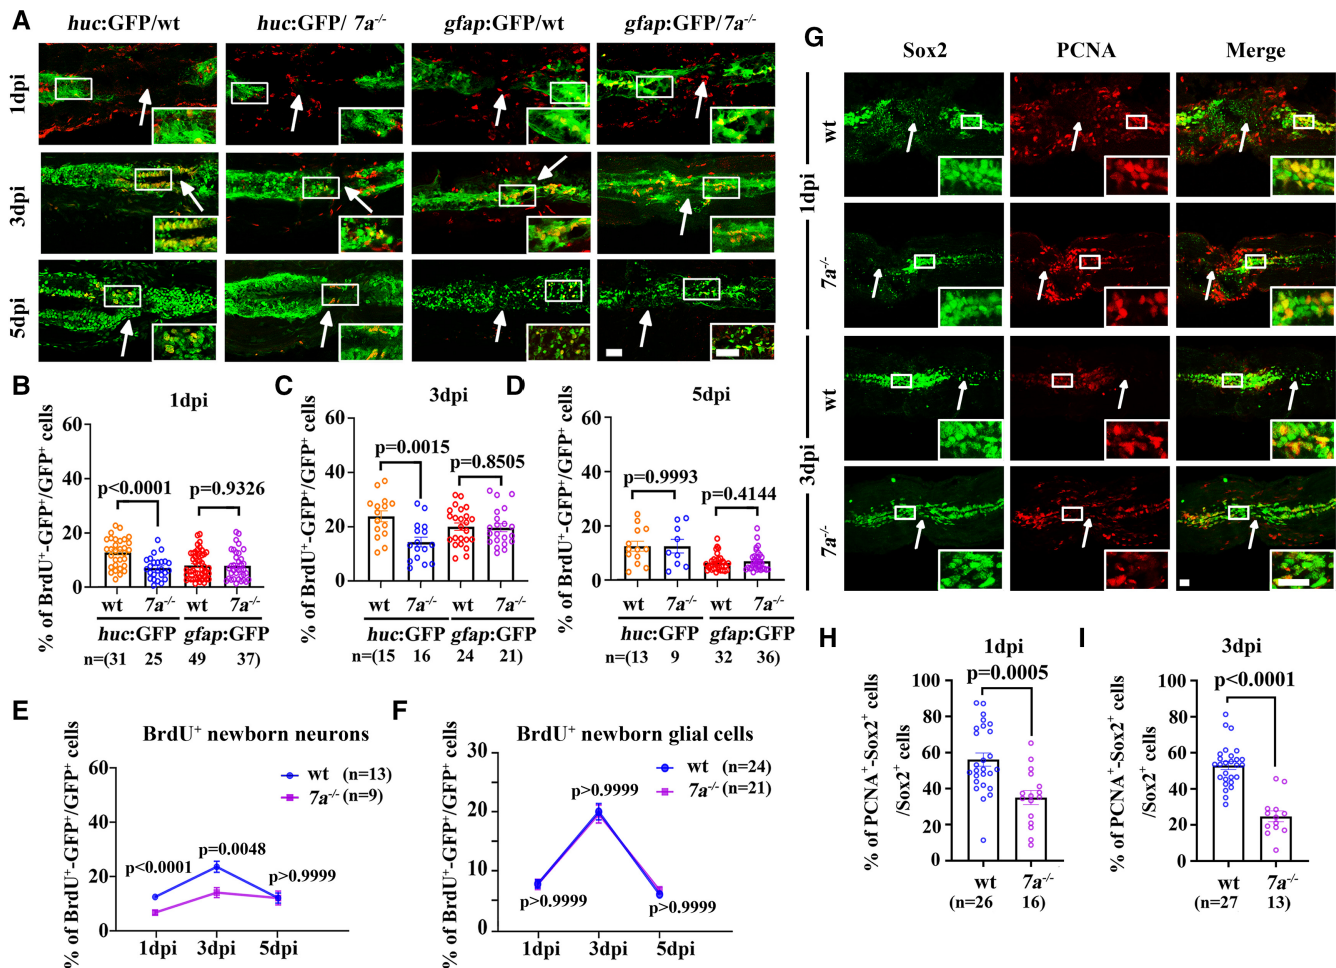 A
huc:GFP/wt
huc:GFP/ 7a-/-
gfap:GFP/wt
gfap:GFP/7a-/-
1dpi
3dpi
5dpi
B
1dpi
% of BrdU+-GFP+/GFP+ cells
60
40
20
0
p<0.0001
p=0.9326
wt 7a-/- wt 7a-/-
huc:GFP gfap:GFP
n=(31 25 49 37)
C
3dpi
% of BrdU+-GFP+/GFP+ cells
60
40
20
0
p=0.0015
p=0.8505
wt 7a-/- wt 7a-/-
huc:GFP gfap:GFP
n=(15 16 24 21)
D
5dpi
% of BrdU+-GFP+/GFP+ cells
60
40
20
0
p=0.9993
p=0.4144
wt 7a-/- wt 7a-/-
huc:GFP gfap:GFP
n=(13 9 32 36)
E
BrdU+ newborn neurons
% of BrdU+-GFP+/GFP+ cells
60
40
20
0
wt (n=13)
7a-/- (n=9)
p<0.0001
p=0.0048
p>0.9999
1dpi 3dpi 5dpi
F
BrdU+ newborn glial cells
% of BrdU+-GFP+/GFP+ cells
30
20
10
0
wt (n=24)
7a-/- (n=21)
p>0.9999
p>0.9999
p>0.9999
1dpi 3dpi 5dpi
G
Sox2 PCNA Merge
1dpi
wt
7a-/-
3dpi
wt
7a-/-
H
1dpi
% of PCNA+-Sox2+ cells
/Sox2+ cells
100
80
60
40
20
0
p=0.0005
wt 7a-/-
(n=26 16)
I
3dpi
% of PCNA+-Sox2+ cells
/Sox2+ cells
100
80
60
40
20
0
p<0.0001
wt 7a-/-
(n=27 13)